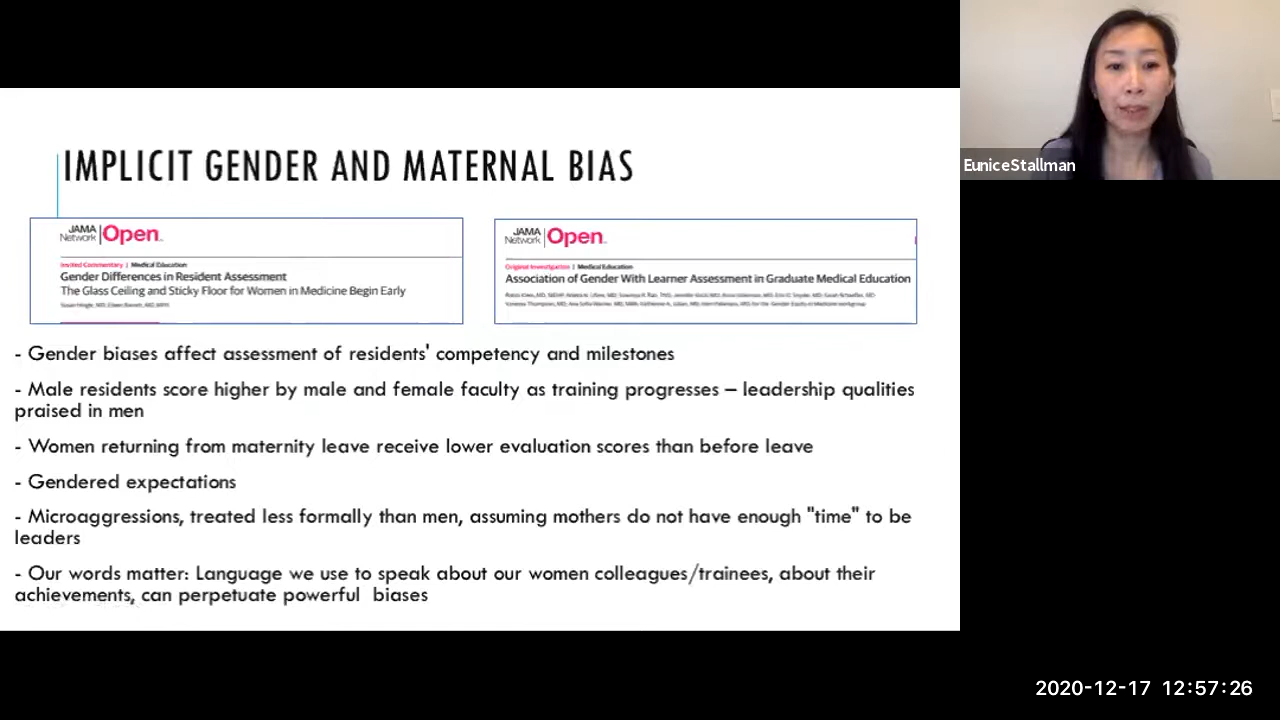 IMPLICIT GENDER AND MATERNAL BIAS
JAMA Network | Open
Invited Commentary | Medical Education
Gender Differences in Resident Assessment
The Glass Ceiling and Sticky Floor for Women in Medicine Begin Early
JAMA Network | Open
Original Investigation | Medical Education
Association of Gender With Learner Assessment in Graduate Medical Education
- Gender biases affect assessment of residents' competency and milestones
- Male residents score higher by male and female faculty as training progresses – leadership qualities
praised in men
- Women returning from maternity leave receive lower evaluation scores than before leave
- Gendered expectations
- Microaggressions, treated less formally than men, assuming mothers do not have enough "time" to be
leaders
- Our words matter: Language we use to speak about our women colleagues/trainees, about their
achievements, can perpetuate powerful  biases
EuniceStallman
2020-12-17 12:57:26